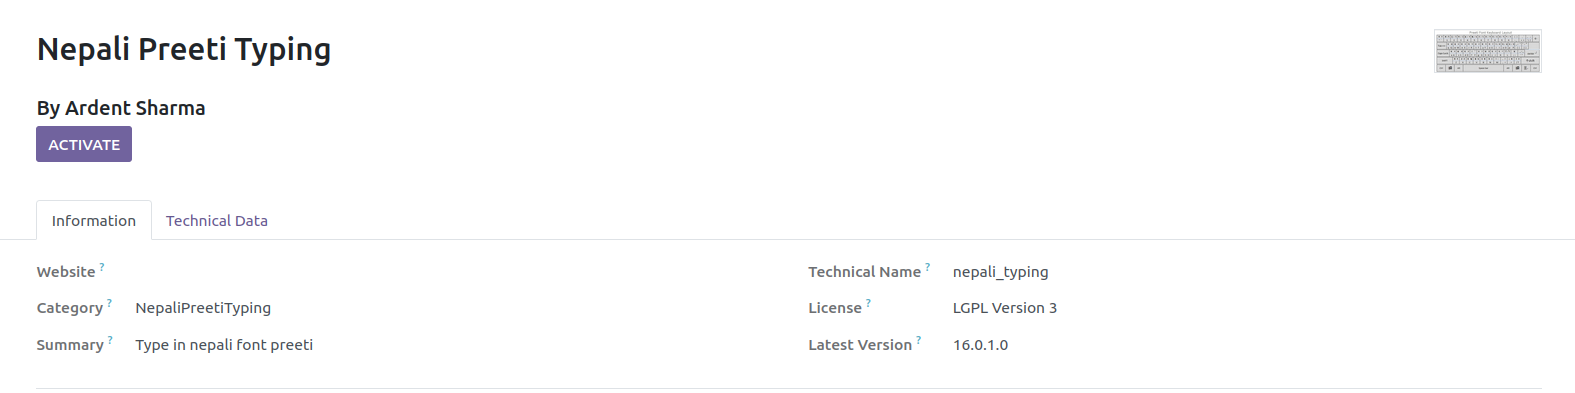 Nepali Preeti Typing
By Ardent Sharma
ACTIVATE
Information Technical Data
Website ? Technical Name ? nepali_typing
Category ? NepaliPreetiTyping License ? LGPL Version 3
Summary ? Type in nepali font preeti Latest Version ? 16.0.1.0